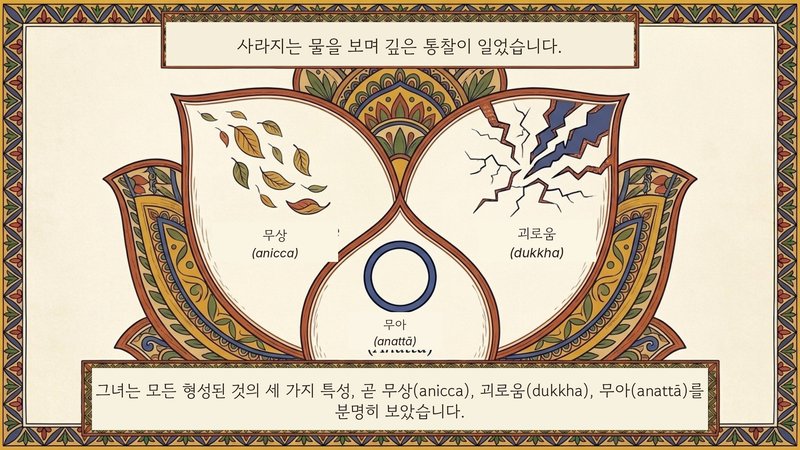 사라지는 물을 보며 깊은 통찰이 일었습니다.
무상
(anicca)
괴로움
(dukkha)
무아
(anattā)
그녀는 모든 형성된 것의 세 가지 특성, 곧 무상(anicca), 괴로움(dukkha), 무아(anattā)를
분명히 보았습니다.